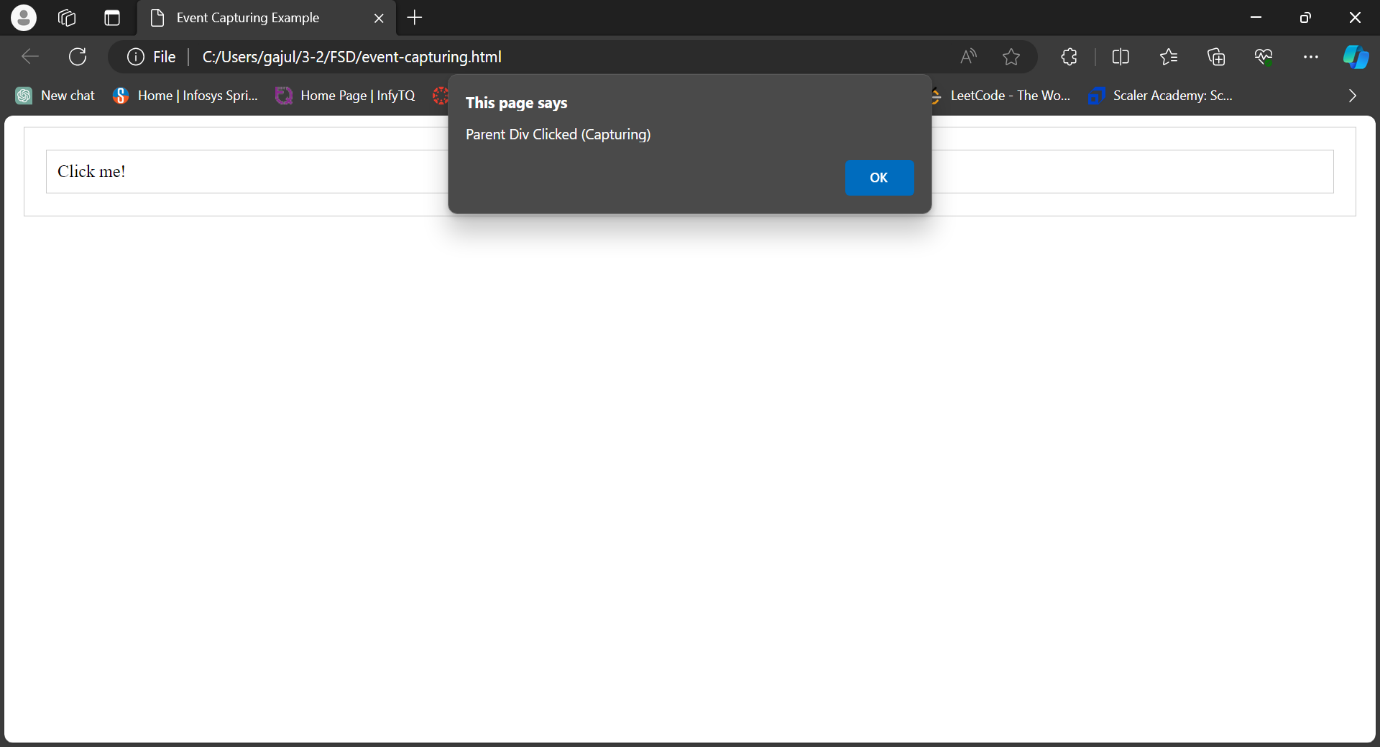 Event Capturing Example
File C:/Users/gajul/3-2/FSD/event-capturing.html
New chat Home | Infosys Spri... Home Page | InfyTQ LeetCode - The Wo... Scaler Academy: Sc...
This page says
Parent Div Clicked (Capturing)
OK
Click me!